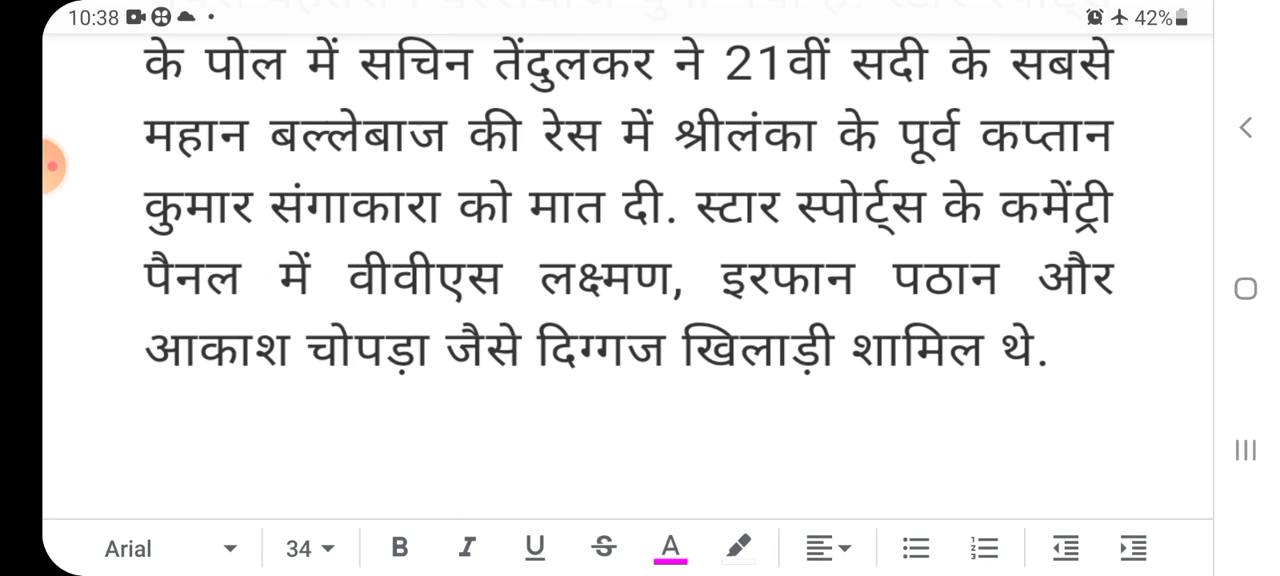 10:38 42%
के पोल में सचिन तेंदुलकर ने 21वीं सदी के सबसे
महान बल्लेबाज की रेस में श्रीलंका के पूर्व कप्तान
कुमार संगाकारा को मात दी. स्टार स्पोर्ट्स के कमेंट्री
पैनल में वीवीएस लक्ष्मण, इरफान पठान और
आकाश चोपड़ा जैसे दिग्गज खिलाड़ी शामिल थे.
Arial 34 B I U S A